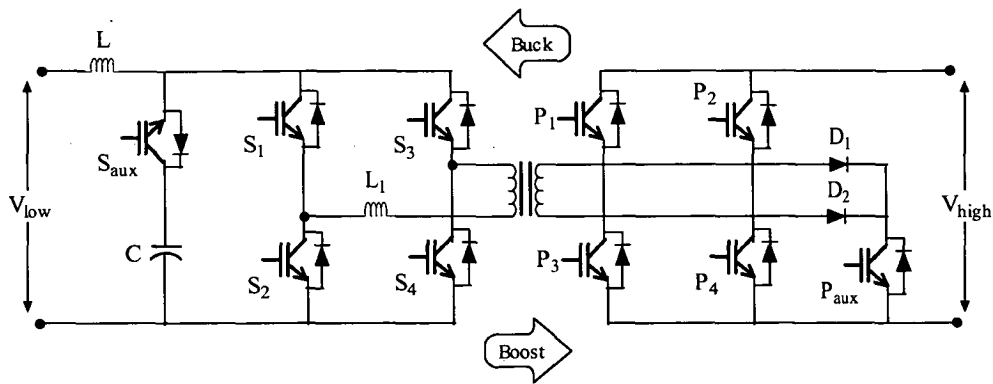 L
Buck
S1
S3
P1
P2
Saux
L1
D1
D2
Vlow
Vhigh
C
S2
S4
P3
P4
Paux
Boost